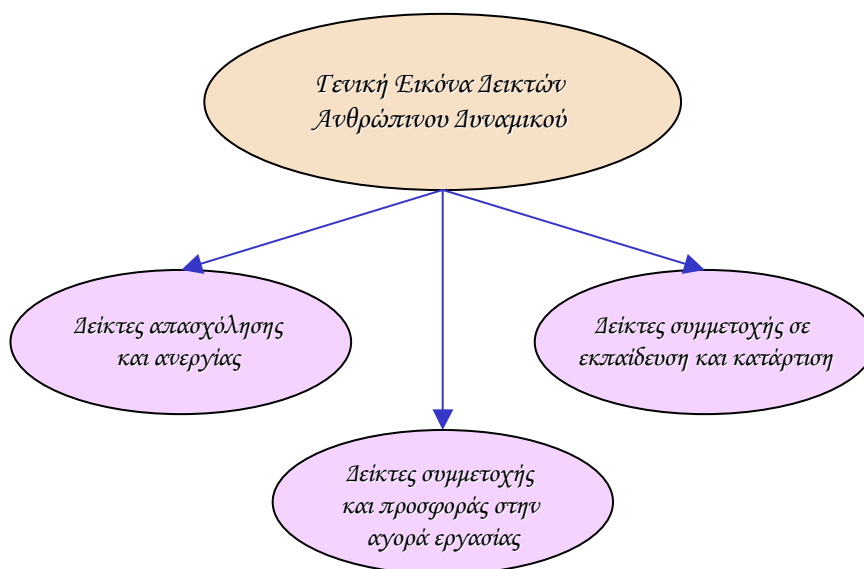 Γενική Εικόνα Δεικτών
Ανθρώπινου Δυναμικού
Δείκτες απασχόλησης
και ανεργίας
Δείκτες συμμετοχής σε
εκπαίδευση και κατάρτιση
Δείκτες συμμετοχής
και προσφοράς στην
αγορά εργασίας